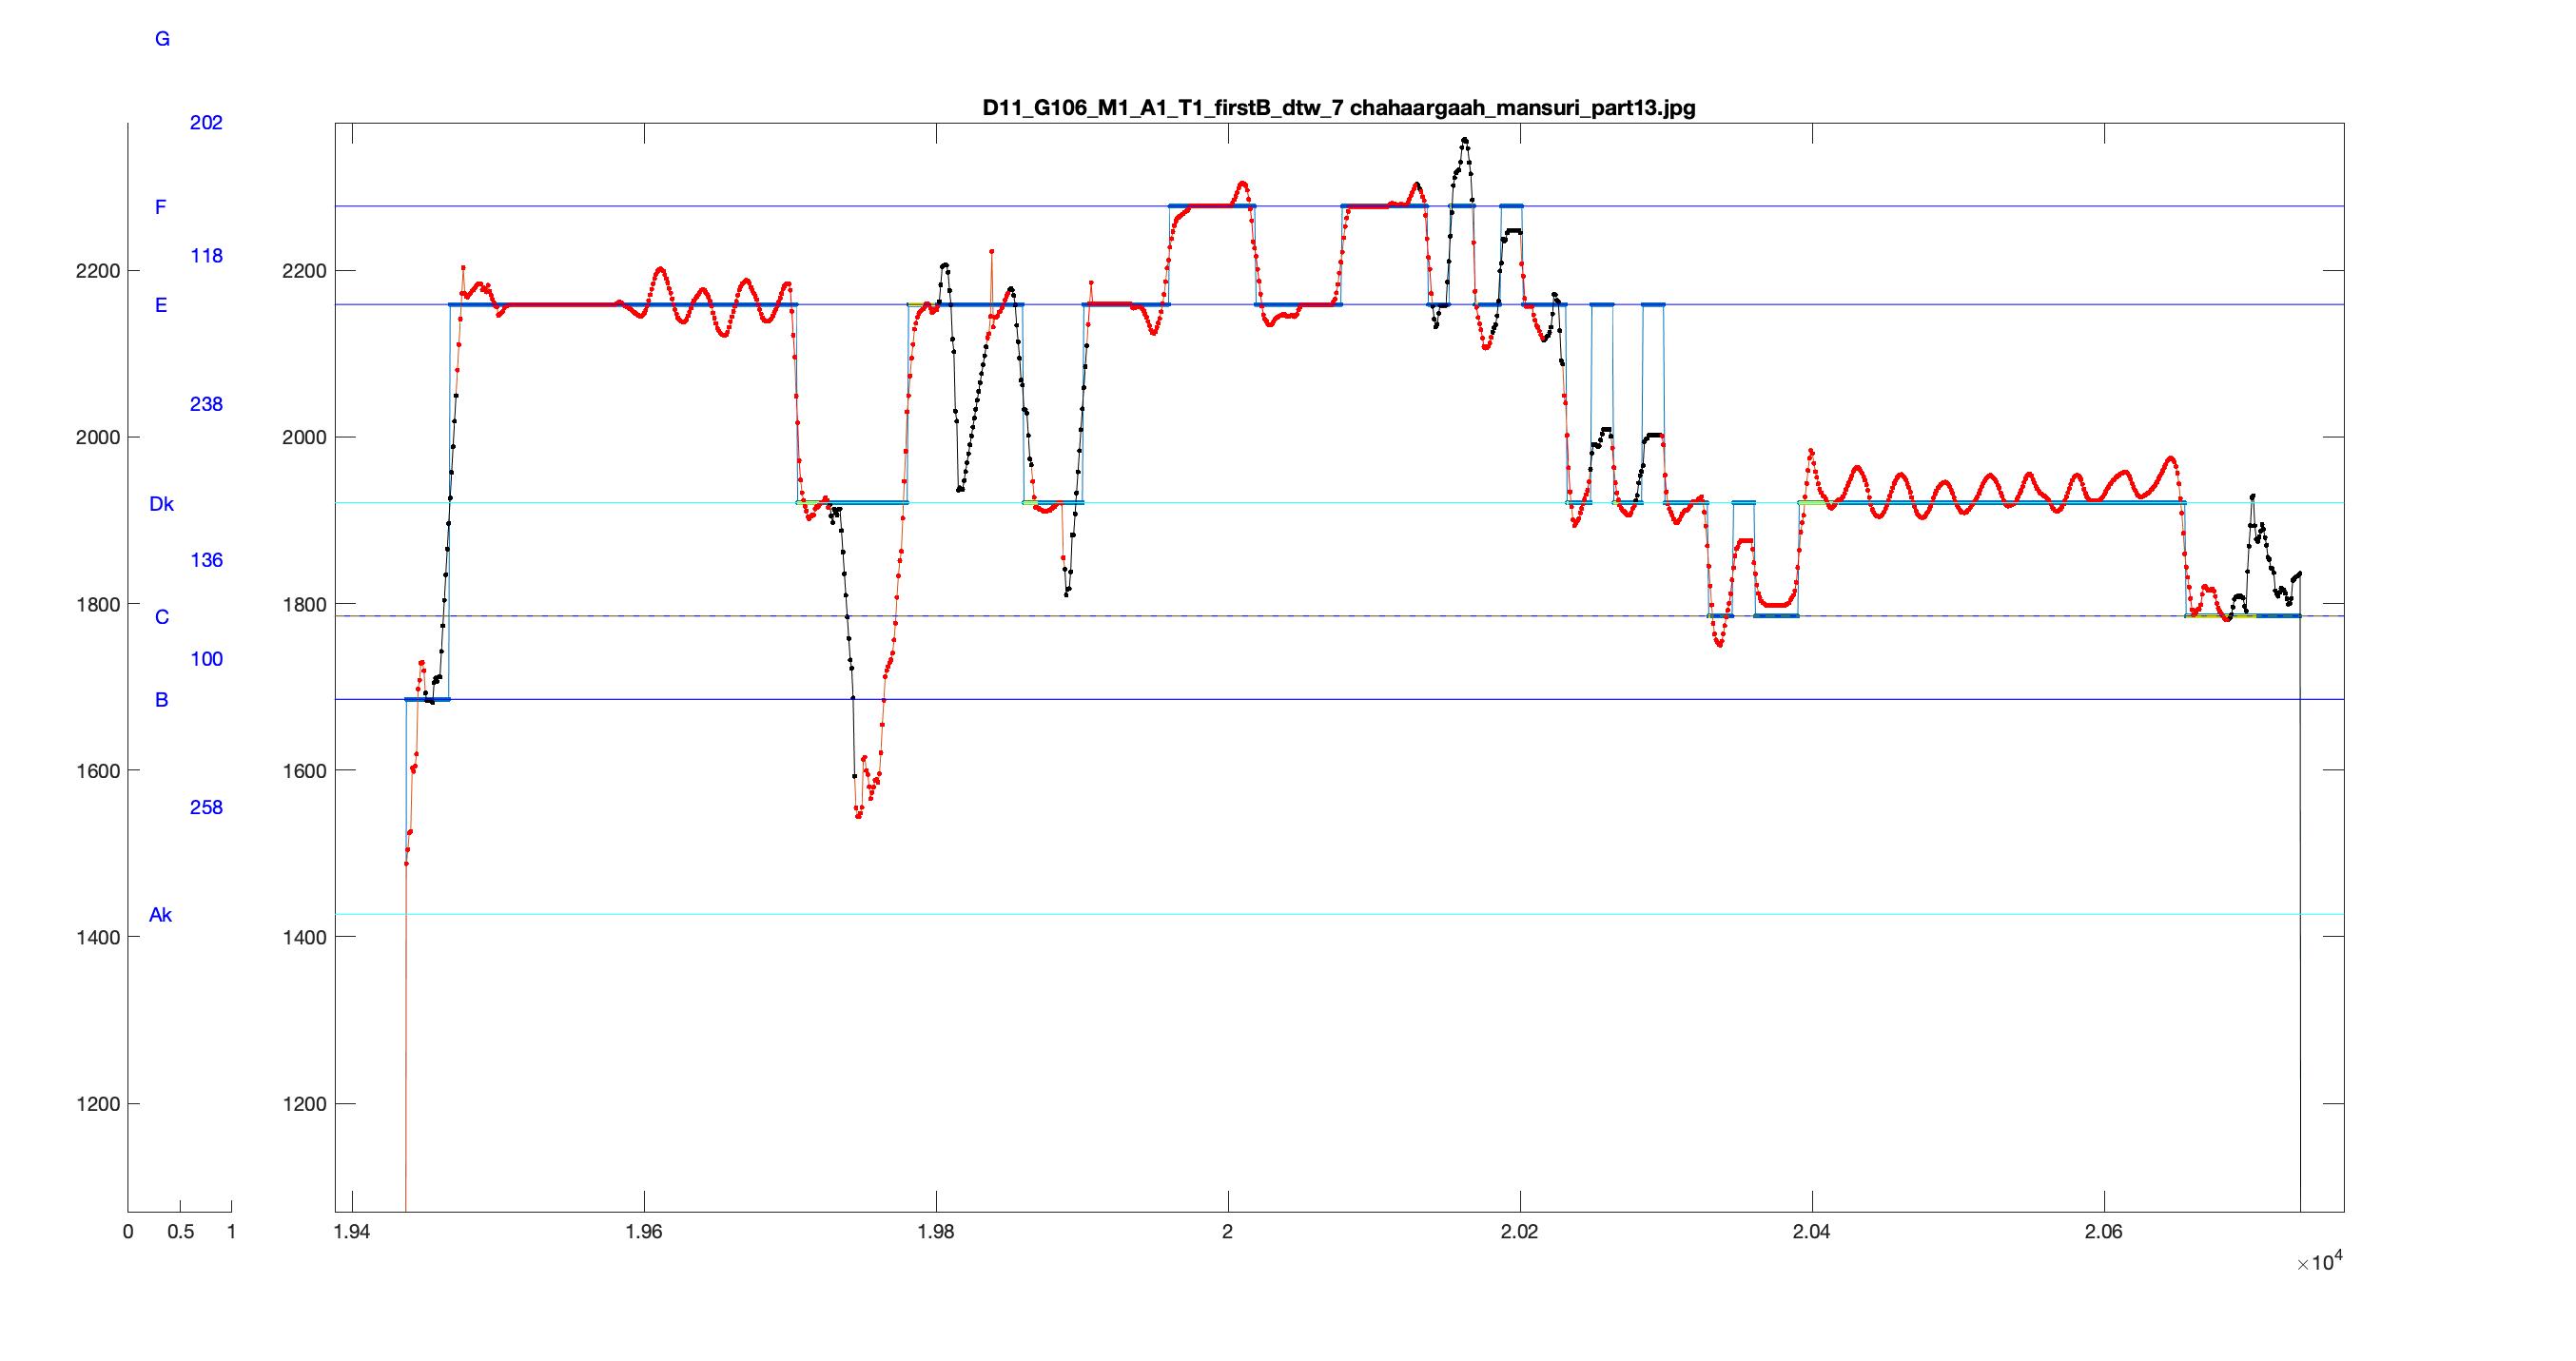 G
D11_G106_M1_A1_T1_firstB_dtw_7 chahaargaah_mansuri_part13.jpg
202
F
118
2200 2200
E
238
2000 2000
Dk
136
1800 1800
C
100
B
1600 1600
258
Ak
1400 1400
1200 1200
0 0.5 1 1.94 1.96 1.98 2 2.02 2.04 2.06
×10⁴